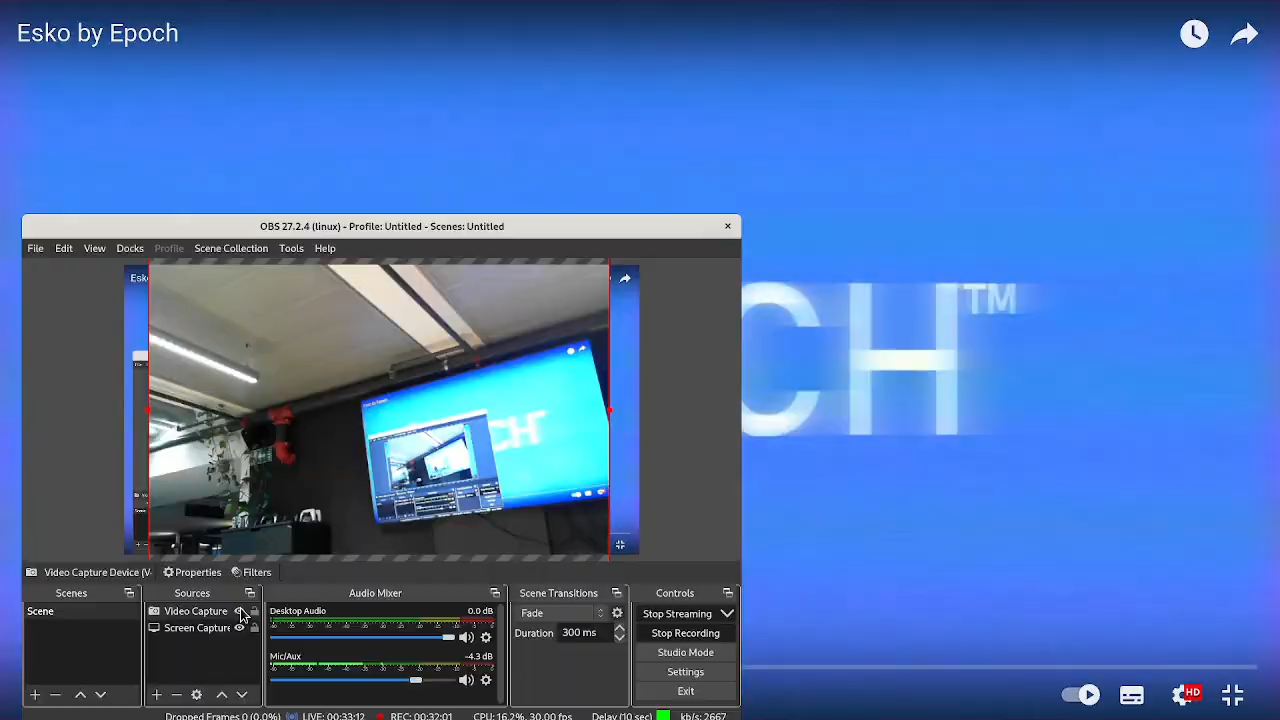 Esko by Epoch
CH™
OBS 27.2.4 (linux) - Profile: Untitled - Scenes: Untitled
File Edit View Docks Profile Scene Collection Tools Help
Video Capture Device (V Properties Filters
Scenes Sources Audio Mixer Scene Transitions Controls
Scene
Video Capture
Screen Capture
Desktop Audio 0.0 dB
Mic/Aux -4.3 dB
Fade
Duration 300 ms
Stop Streaming
Stop Recording
Studio Mode
Settings
Exit
Dropped Frames 0 (0.0%) LIVE: 00:33:12 REC: 00:32:01 CPU: 16.2%, 30.00 fps Delay (10 sec) kb/s: 2667
HD